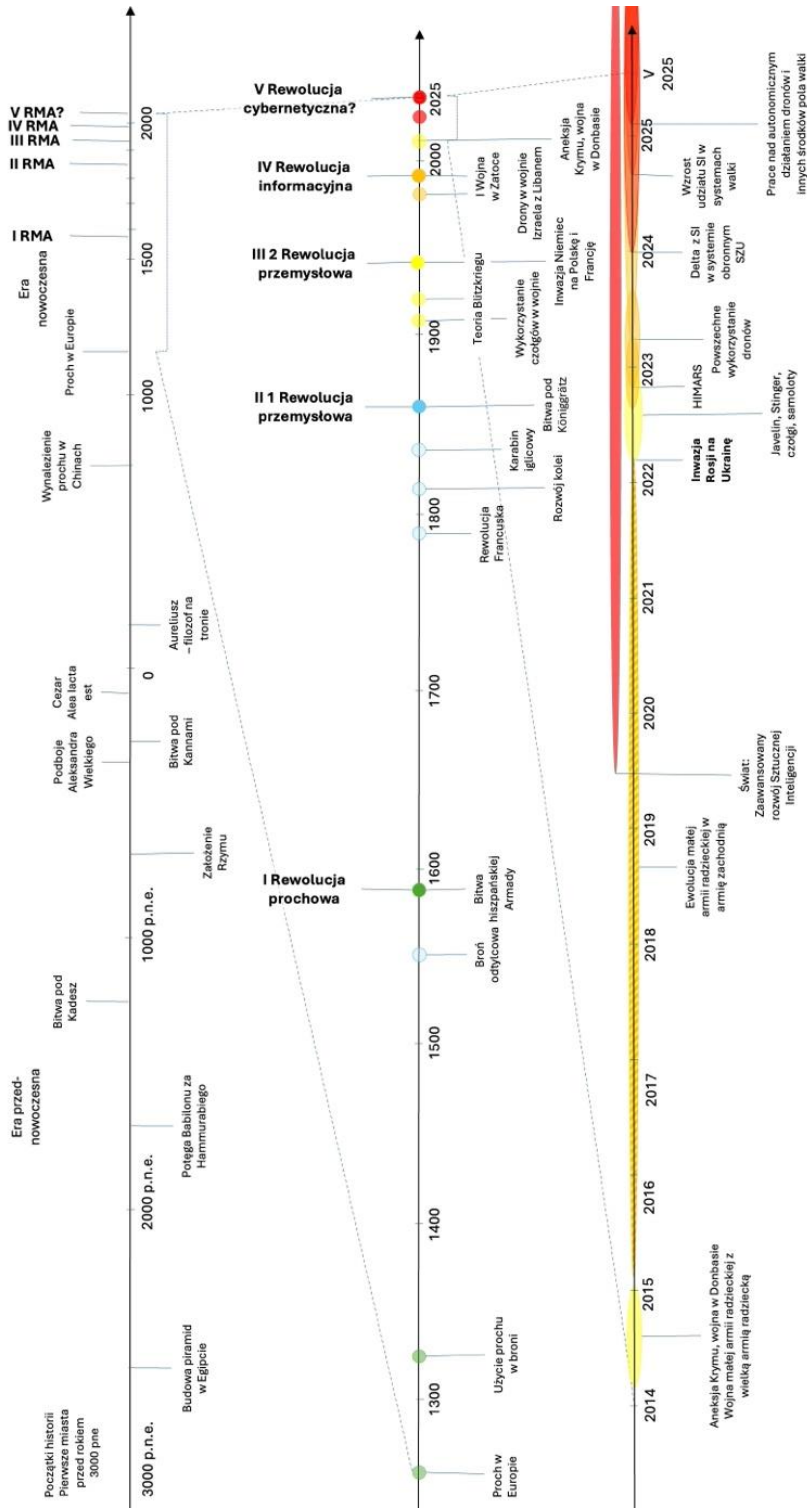 Początki historii
Pierwsze miasta
przed rokiem
3000 pne
Era przed-
nowoczesna
Bitwa pod
Kadesz
Podboje
Aleksandra
Wielkiego
Cezar
Alea Iacta
est
Wynalezienie
prochu w
Chinach
Proch w Europie
Era
nowoczesna
I RMA
II RMA
III RMA
IV RMA
V RMA?
3000 p.n.e.
2000 p.n.e.
1000 p.n.e.
0
1000
1500
2000
Budowa piramid
w Egipcie
Potęga Babilonu za
Hammurabiego
Założenie
Rzymu
Bitwa pod
Kannami
Aureliusz
– filozof na
tronie
I Rewolucja
prochowa
II 1 Rewolucja
przemysłowa
III 2 Rewolucja
przemysłowa
IV Rewolucja
informacyjna
V Rewolucja
cybernetyczna?
1300
1400
1500
1600
1700
1800
1900
2000
2025
Proch w
Europie
Użycie prochu
w broni
Broń
odtylcowa
Bitwa
hiszpańskiej
Armady
Rewolucja
Francuska
Rozwój kolei
Karabin
iglicowy
Bitwa pod
Königgrätz
Wykorzystanie
czołgów w wojnie
Teoria Blitzkriegu
Inwazja Niemiec
na Polskę i
Francję
Drony w wojnie
Izraela z Libanem
I Wojna
w Zatoce
Aneksja
Krymu, wojna
w Donbasie
2014
2015
2016
2017
2018
2019
2020
2021
2022
2023
2024
2025
V
2025
Aneksja Krymu, wojna w Donbasie
Wojna małej armii radzieckiej z
wielką armią radziecką
Ewolucja małej
armii radzieckiej w
armię zachodnią
Świat:
Zaawansowany
rozwój Sztucznej
Inteligencji
Inwazja
Rosji na
Ukrainę
Javelin, Stinger,
czołgi, samoloty
HIMARS
Powszechne
wykorzystanie
dronów
Delta z SI
w systemie
obronnym
SZU
Wzrost
udziału SI w
systemach
walki
Prace nad autonomicznym
działaniem dronów i
innych środków pola walki